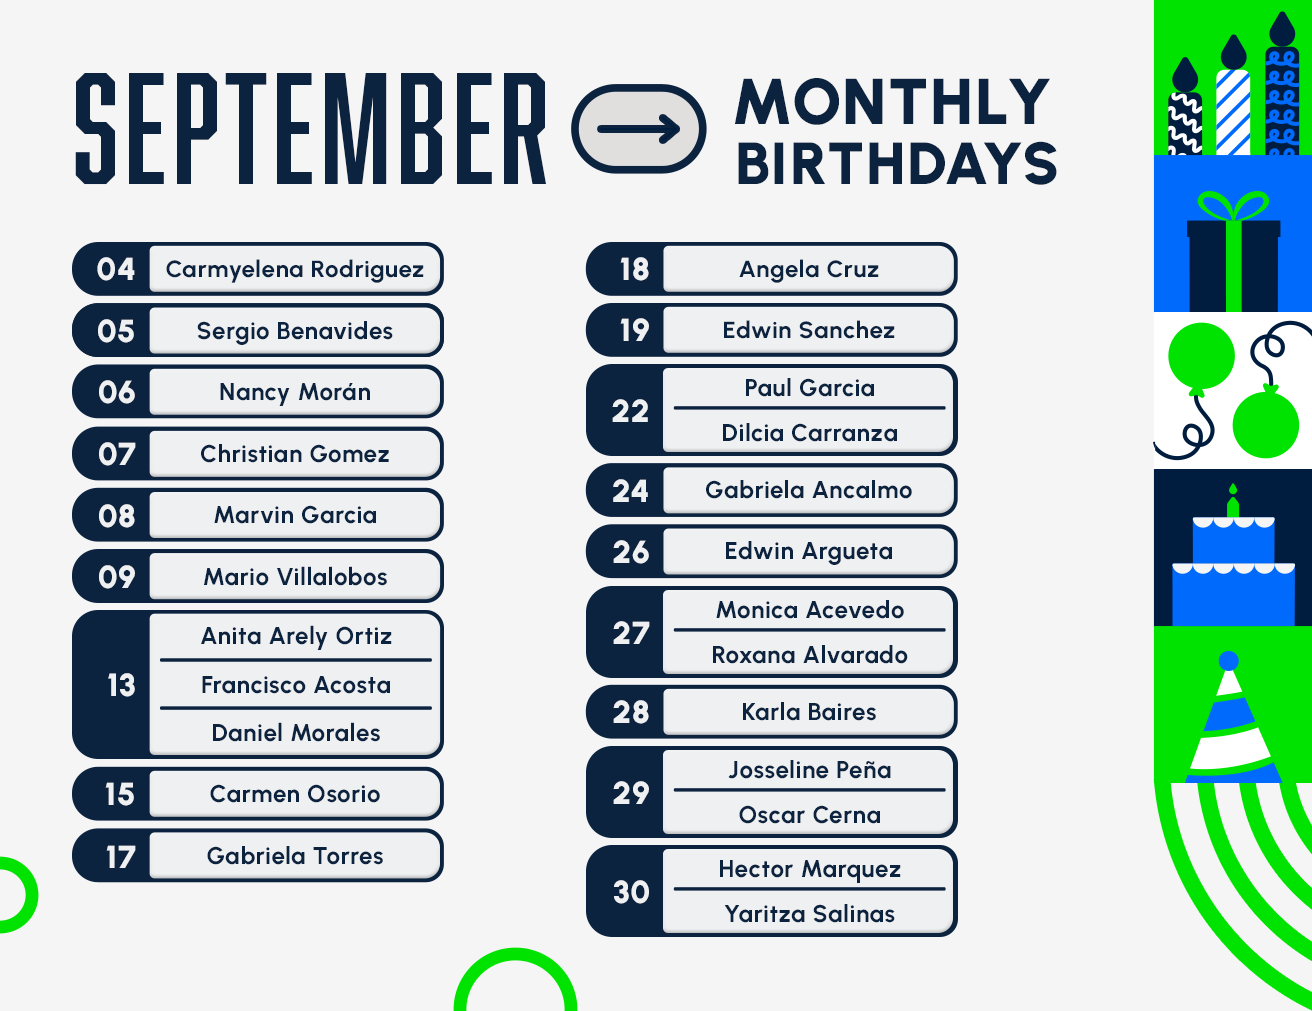 SEPTEMBER
MONTHLY
BIRTHDAYS
04 Carmyelena Rodriguez
05 Sergio Benavides
06 Nancy Morán
07 Christian Gomez
08 Marvin Garcia
09 Mario Villalobos
13
Anita Arely Ortiz
Francisco Acosta
Daniel Morales
15 Carmen Osorio
17 Gabriela Torres
18 Angela Cruz
19 Edwin Sanchez
22
Paul Garcia
Dilcia Carranza
24 Gabriela Ancalmo
26 Edwin Argueta
27
Monica Acevedo
Roxana Alvarado
28 Karla Baires
29
Josseline Peña
Oscar Cerna
30
Hector Marquez
Yaritza Salinas